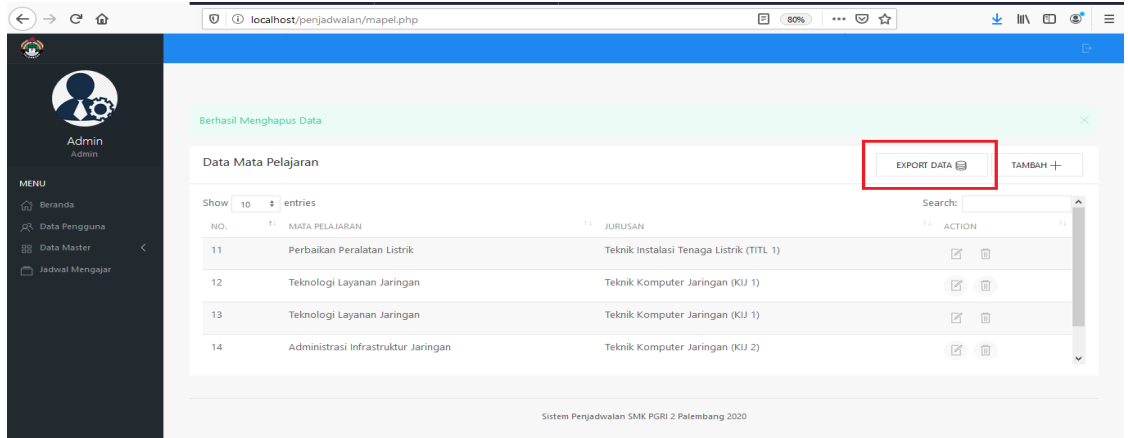 localhost/penjadwalan/mapel.php 80%
Admin
Admin
MENU
Beranda
Data Pengguna
Data Master
Jadwal Mengajar
Berhasil Menghapus Data
Data Mata Pelajaran EXPORT DATA TAMBAH
Show 10 entries Search:
NO. MATA PELAJARAN JURUSAN ACTION
11 Perbaikan Peralatan Listrik Teknik Instalasi Tenaga Listrik (TITL 1)
12 Teknologi Layanan Jaringan Teknik Komputer Jaringan (KIJ 1)
13 Teknologi Layanan Jaringan Teknik Komputer Jaringan (KIJ 1)
14 Administrasi Infrastruktur Jaringan Teknik Komputer Jaringan (KIJ 2)
Sistem Penjadwalan SMK PGRI 2 Palembang 2020